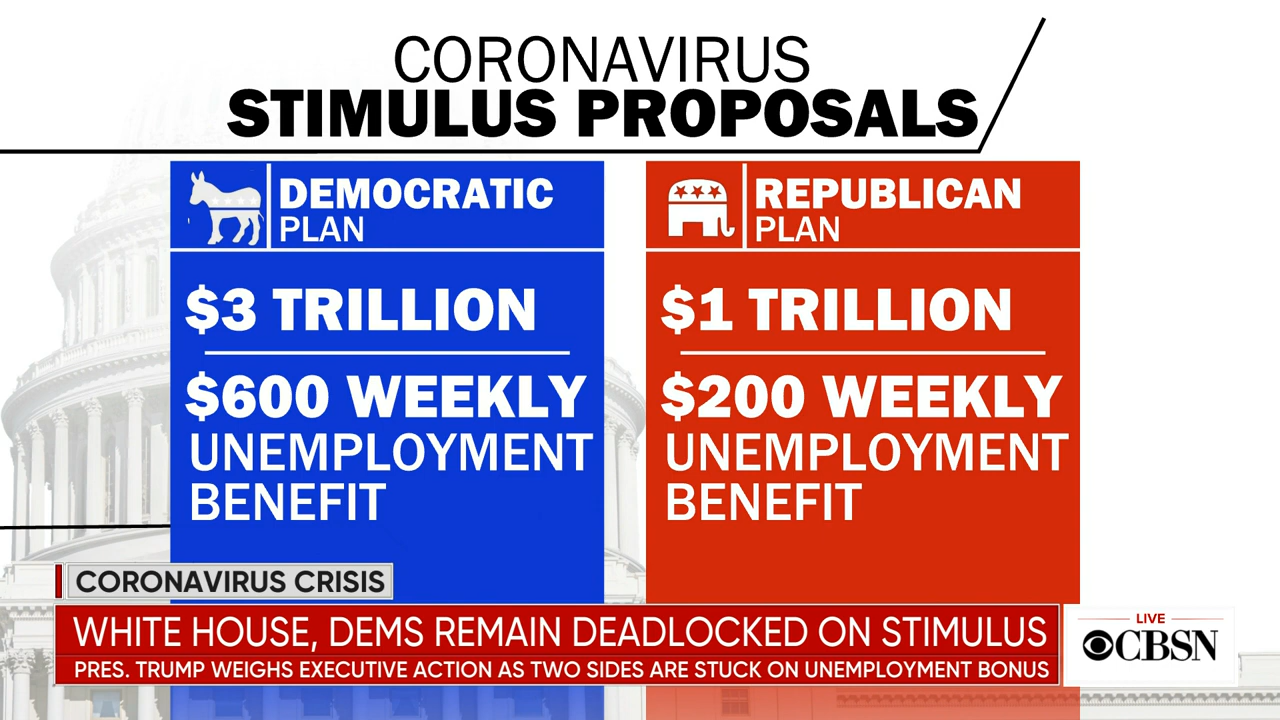 CORONAVIRUS
STIMULUS PROPOSALS
DEMOCRATIC
PLAN
$3 TRILLION
$600 WEEKLY
UNEMPLOYMENT
BENEFIT
REPUBLICAN
PLAN
$1 TRILLION
$200 WEEKLY
UNEMPLOYMENT
BENEFIT
CORONAVIRUS CRISIS
WHITE HOUSE, DEMS REMAIN DEADLOCKED ON STIMULUS
PRES. TRUMP WEIGHS EXECUTIVE ACTION AS TWO SIDES ARE STUCK ON UNEMPLOYMENT BONUS
LIVE
CBSN